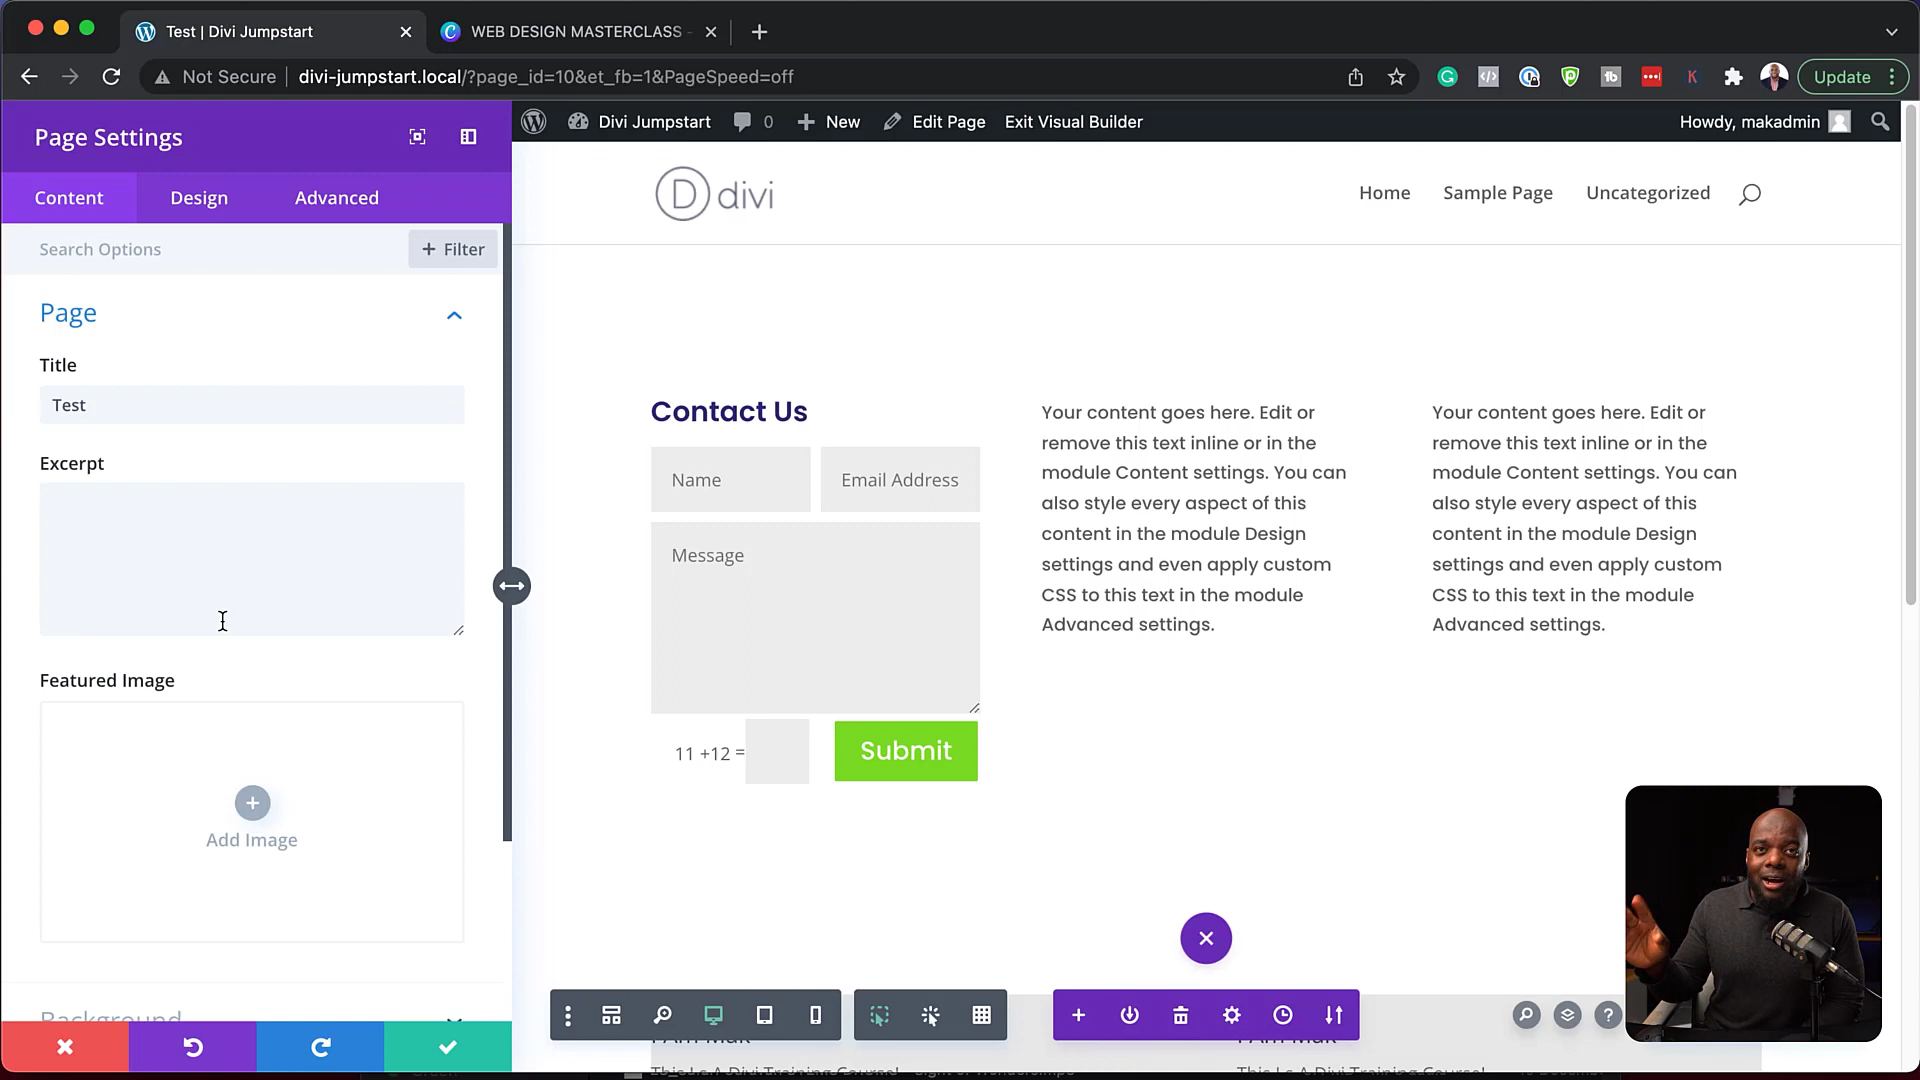 Test | Divi Jumpstart
WEB DESIGN MASTERCLASS -
Not Secure
divi-jumpstart.local/?page_id=10&et_fb=1&PageSpeed=off
Update
Page Settings
Content
Design
Advanced
Search Options
+ Filter
Page
Title
Test
Excerpt
Featured Image
Add Image
Background
Divi Jumpstart
0
New
Edit Page
Exit Visual Builder
Howdy, makadmin
D divi
Home
Sample Page
Uncategorized
Contact Us
Name
Email Address
Message
11 +12 =
Submit
Your content goes here. Edit or
remove this text inline or in the
module Content settings. You can
also style every aspect of this
content in the module Design
settings and even apply custom
CSS to this text in the module
Advanced settings.
Your content goes here. Edit or
remove this text inline or in the
module Content settings. You can
also style every aspect of this
content in the module Design
settings and even apply custom
CSS to this text in the module
Advanced settings.
I Am Mak
I Am Mak
This Is A Divi Training Course!
This Is A Divi Training Course!